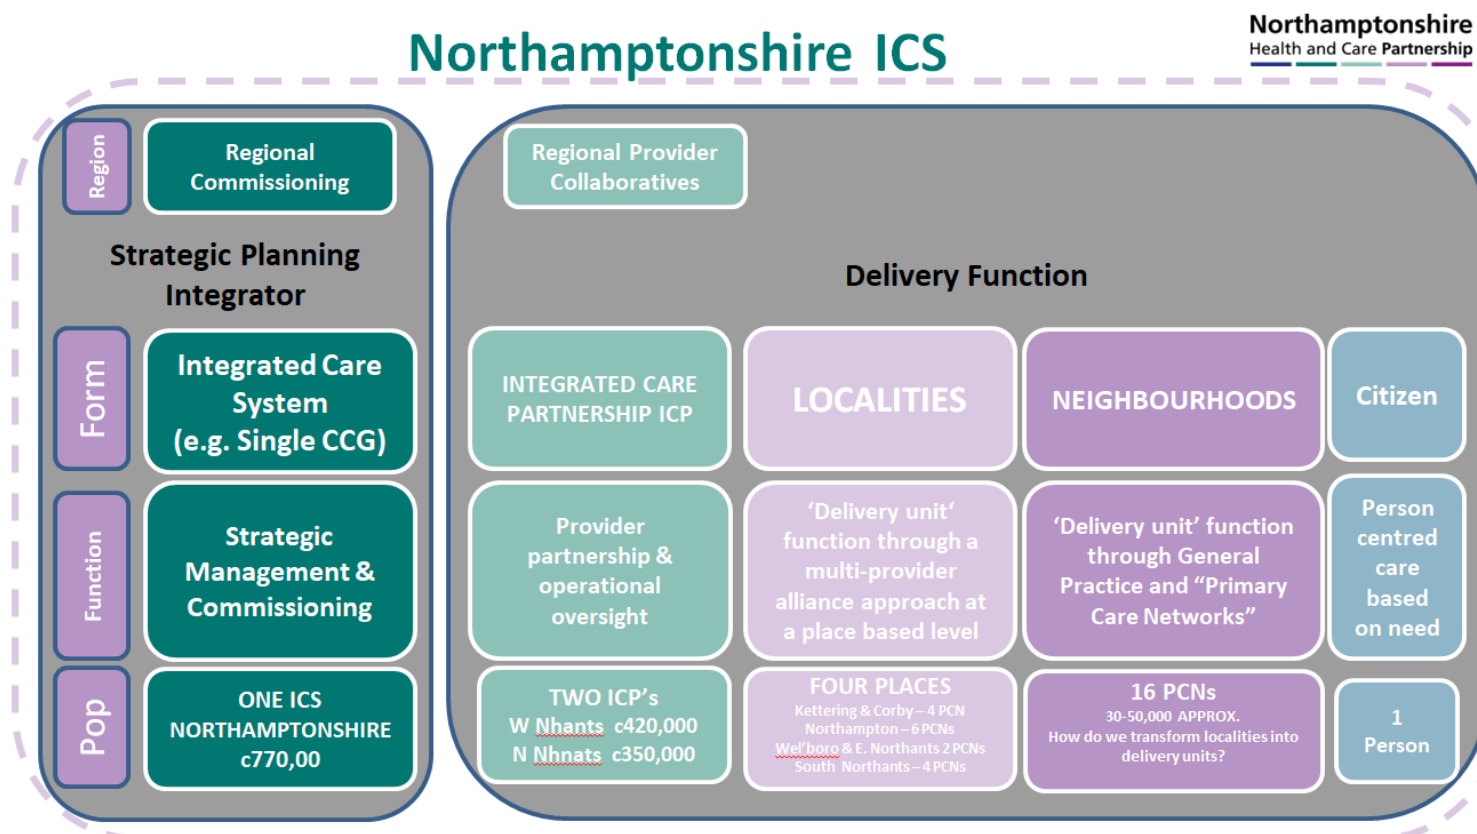 Northamptonshire ICS
Northamptonshire
Health and Care Partnership
Region
Regional
Commissioning
Regional Provider
Collaboratives
Strategic Planning
Integrator
Delivery Function
Form
Integrated Care
System
(e.g. Single CCG)
INTEGRATED CARE
PARTNERSHIP ICP
LOCALITIES
NEIGHBOURHOODS
Citizen
Function
Strategic
Management &
Commissioning
Provider
partnership &
operational
oversight
‘Delivery unit‘
function through a
multi-provider
alliance approach at
a place based level
‘Delivery unit’ function
through General
Practice and “Primary
Care Networks”
Person
centred
care
based
on need
Pop
ONE ICS
NORTHAMPTONSHIRE
c770,00
TWO ICP’s
W Nhants c420,000
N Nhnats c350,000
FOUR PLACES
Kettering & Corby – 4 PCN
Northampton – 6 PCNs
Wel’boro & E. Northants 2 PCNs
South Northants – 4 PCNs
16 PCNs
30-50,000 APPROX.
How do we transform localities into
delivery units?
1
Person